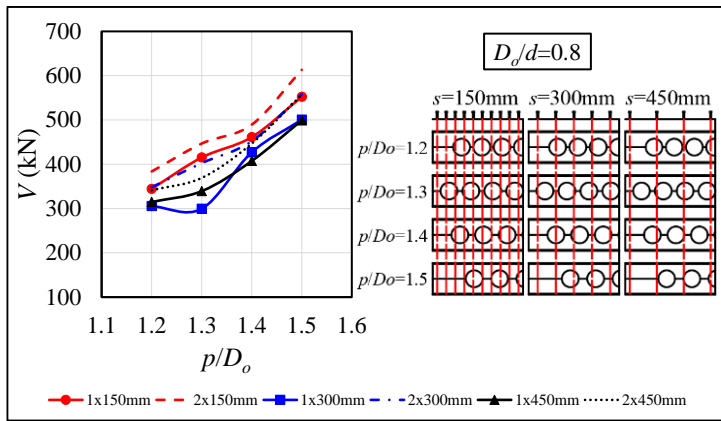 700
600
500
400
300
200
100
V (kN)
1.1 1.2 1.3 1.4 1.5 1.6
p/Dₒ
Dₒ/d=0.8
s=150mm s=300mm s=450mm
p/Do=1.2
p/Do=1.3
p/Do=1.4
p/Do=1.5
1x150mm 2x150mm 1x300mm 2x300mm 1x450mm 2x450mm